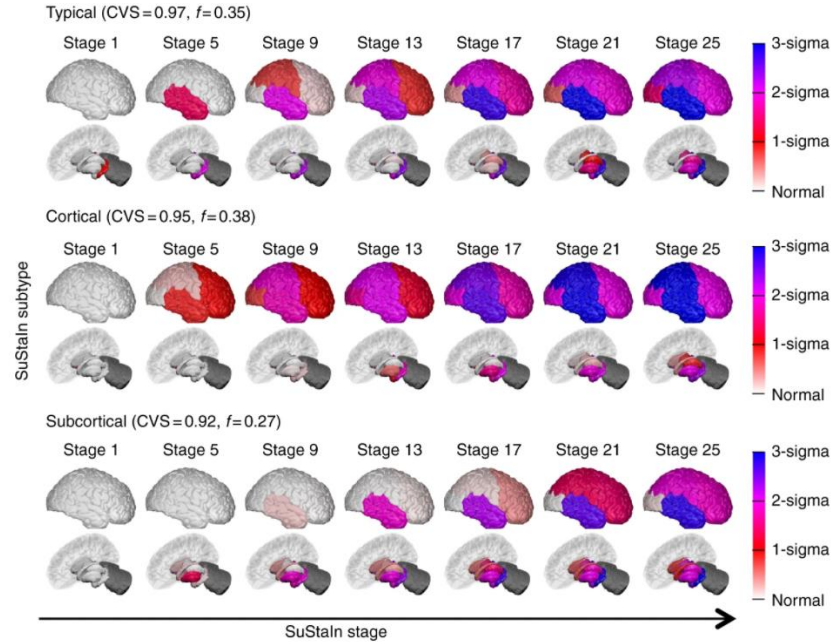 Typical (CVS=0.97, f=0.35)
Stage 1 Stage 5 Stage 9 Stage 13 Stage 17 Stage 21 Stage 25
3-sigma
2-sigma
1-sigma
Normal
Cortical (CVS=0.95, f=0.38)
Stage 1 Stage 5 Stage 9 Stage 13 Stage 17 Stage 21 Stage 25
3-sigma
2-sigma
1-sigma
Normal
SuStaIn subtype
Subcortical (CVS=0.92, f=0.27)
Stage 1 Stage 5 Stage 9 Stage 13 Stage 17 Stage 21 Stage 25
3-sigma
2-sigma
1-sigma
Normal
SuStaIn stage